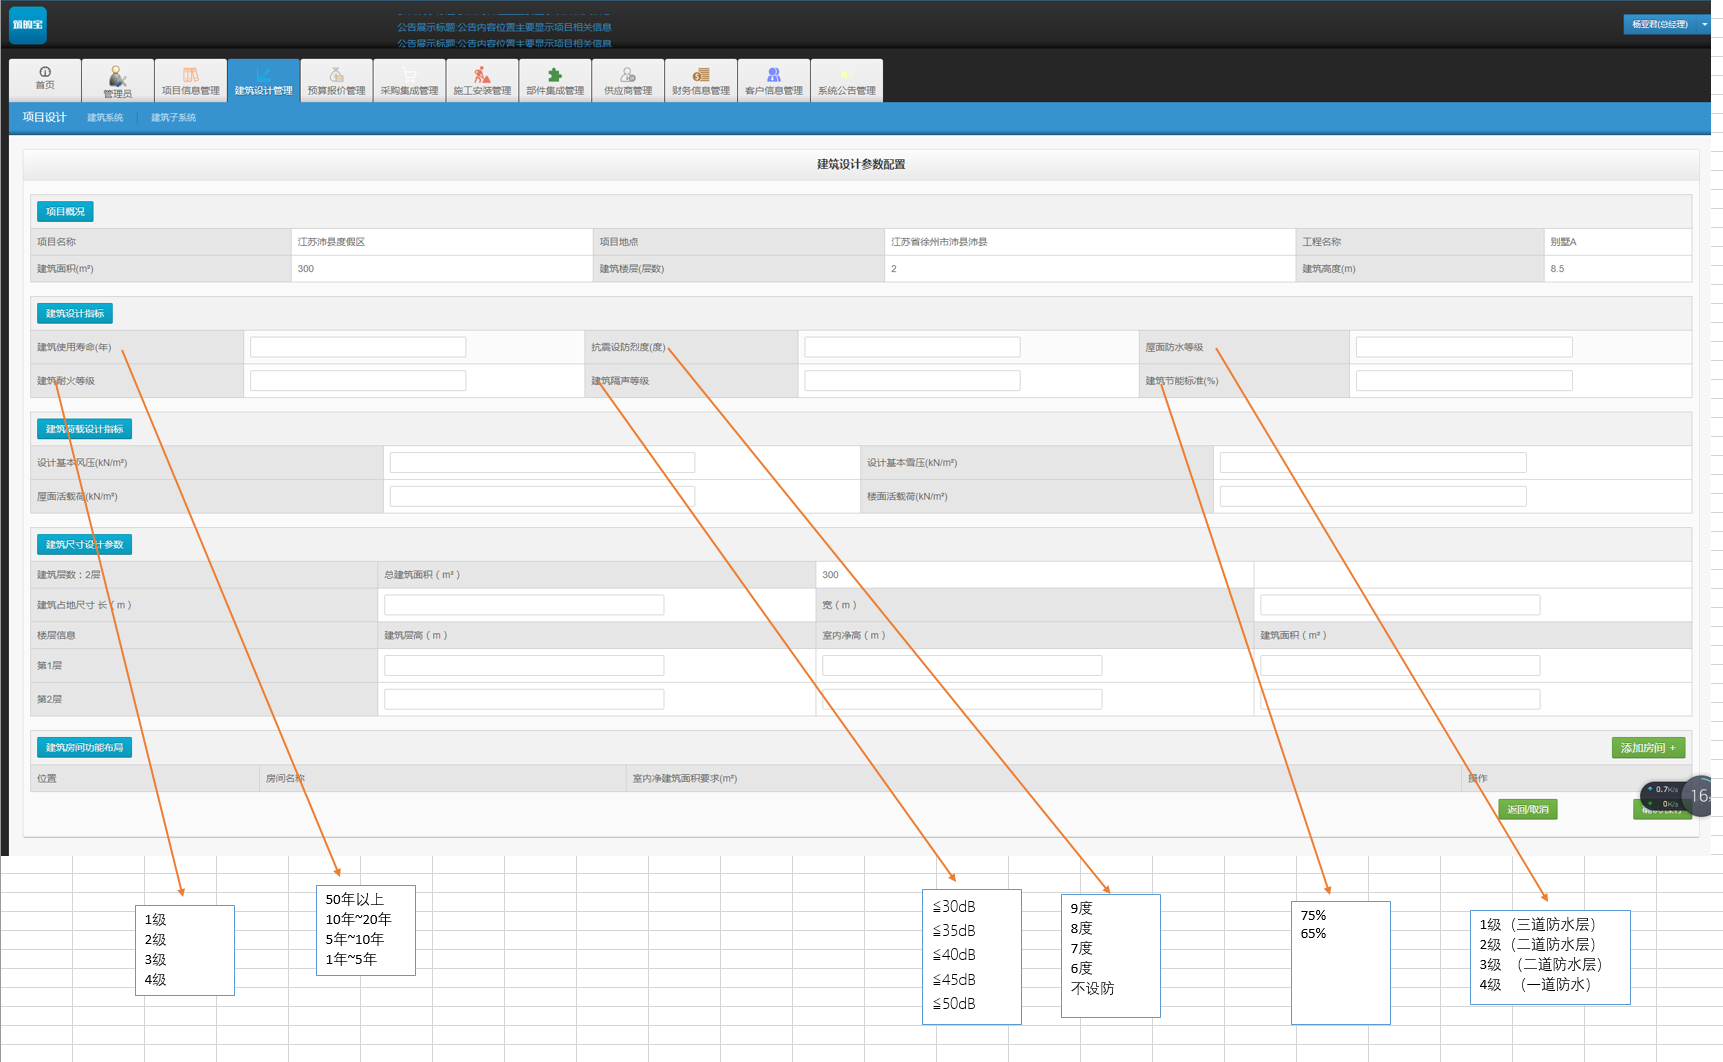 筑的宝
公告展示标题:公告内容位置主要显示项目相关信息
公告展示标题:公告内容位置主要显示项目相关信息
杨亚君(总经理)
首页
管理员
项目信息管理
建筑设计管理
预算报价管理
采购集成管理
施工安装管理
部件集成管理
供应商管理
财务信息管理
客户信息管理
系统公告管理
项目设计 建筑系统 建筑子系统
建筑设计参数配置
项目概况
项目名称 江苏沛县度假区 项目地点 江苏省徐州市沛县沛县 工程名称 别墅A
建筑面积(m²) 300 建筑楼层(层数) 2 建筑高度(m) 8.5
建筑设计指标
建筑使用寿命(年) 抗震设防烈度(度) 屋面防水等级
建筑耐火等级 建筑隔声等级 建筑节能标准(%)
建筑荷载设计指标
设计基本风压(kN/m²) 设计基本雪压(kN/m²)
屋面活载荷(kN/m²) 楼面活载荷(kN/m²)
建筑尺寸设计参数
建筑层数：2层 总建筑面积（m²） 300
建筑占地尺寸 长（m） 宽（m）
楼层信息 建筑层高（m） 室内净高（m） 建筑面积（m²）
第1层
第2层
建筑房间功能布局 添加房间 +
位置 房间名称 室内净建筑面积要求(m²) 操作
返回/取消
0.7K/s
0K/s
16
1级
2级
3级
4级
50年以上
10年~20年
5年~10年
1年~5年
≦30dB
≦35dB
≦40dB
≦45dB
≦50dB
9度
8度
7度
6度
不设防
75%
65%
1级（三道防水层）
2级（二道防水层）
3级 （二道防水层）
4级 （一道防水）